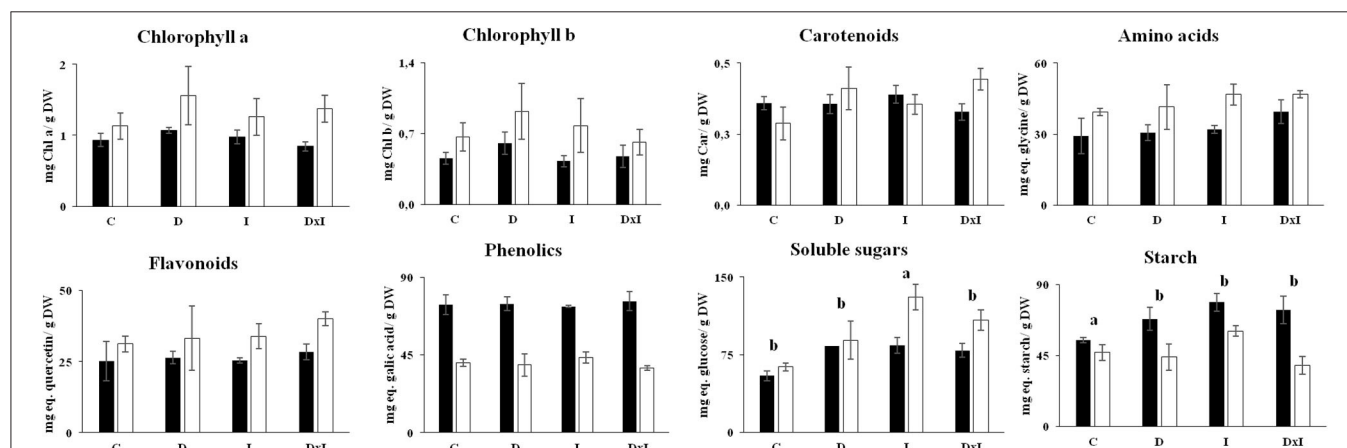 Chlorophyll a
mg Chl a/ g DW
2
1
0
C D I DxI
Chlorophyll b
mg Chl b/ g DW
1,4
0,7
0,0
C D I DxI
Carotenoids
mg Car/ g DW
0,5
0,3
0,0
C D I DxI
Amino acids
mg eq. glycine/ g DW
60
30
0
C D I DxI
Flavonoids
mg eq. quercetin/ g DW
50
25
0
C D I DxI
Phenolics
mg eq. galic acid/ g DW
90
45
0
C D I DxI
Soluble sugars
mg eq. glucose/ g DW
150
75
0
b b a b
C D I DxI
Starch
mg eq. starch/ g DW
90
45
0
a b b b
C D I DxI